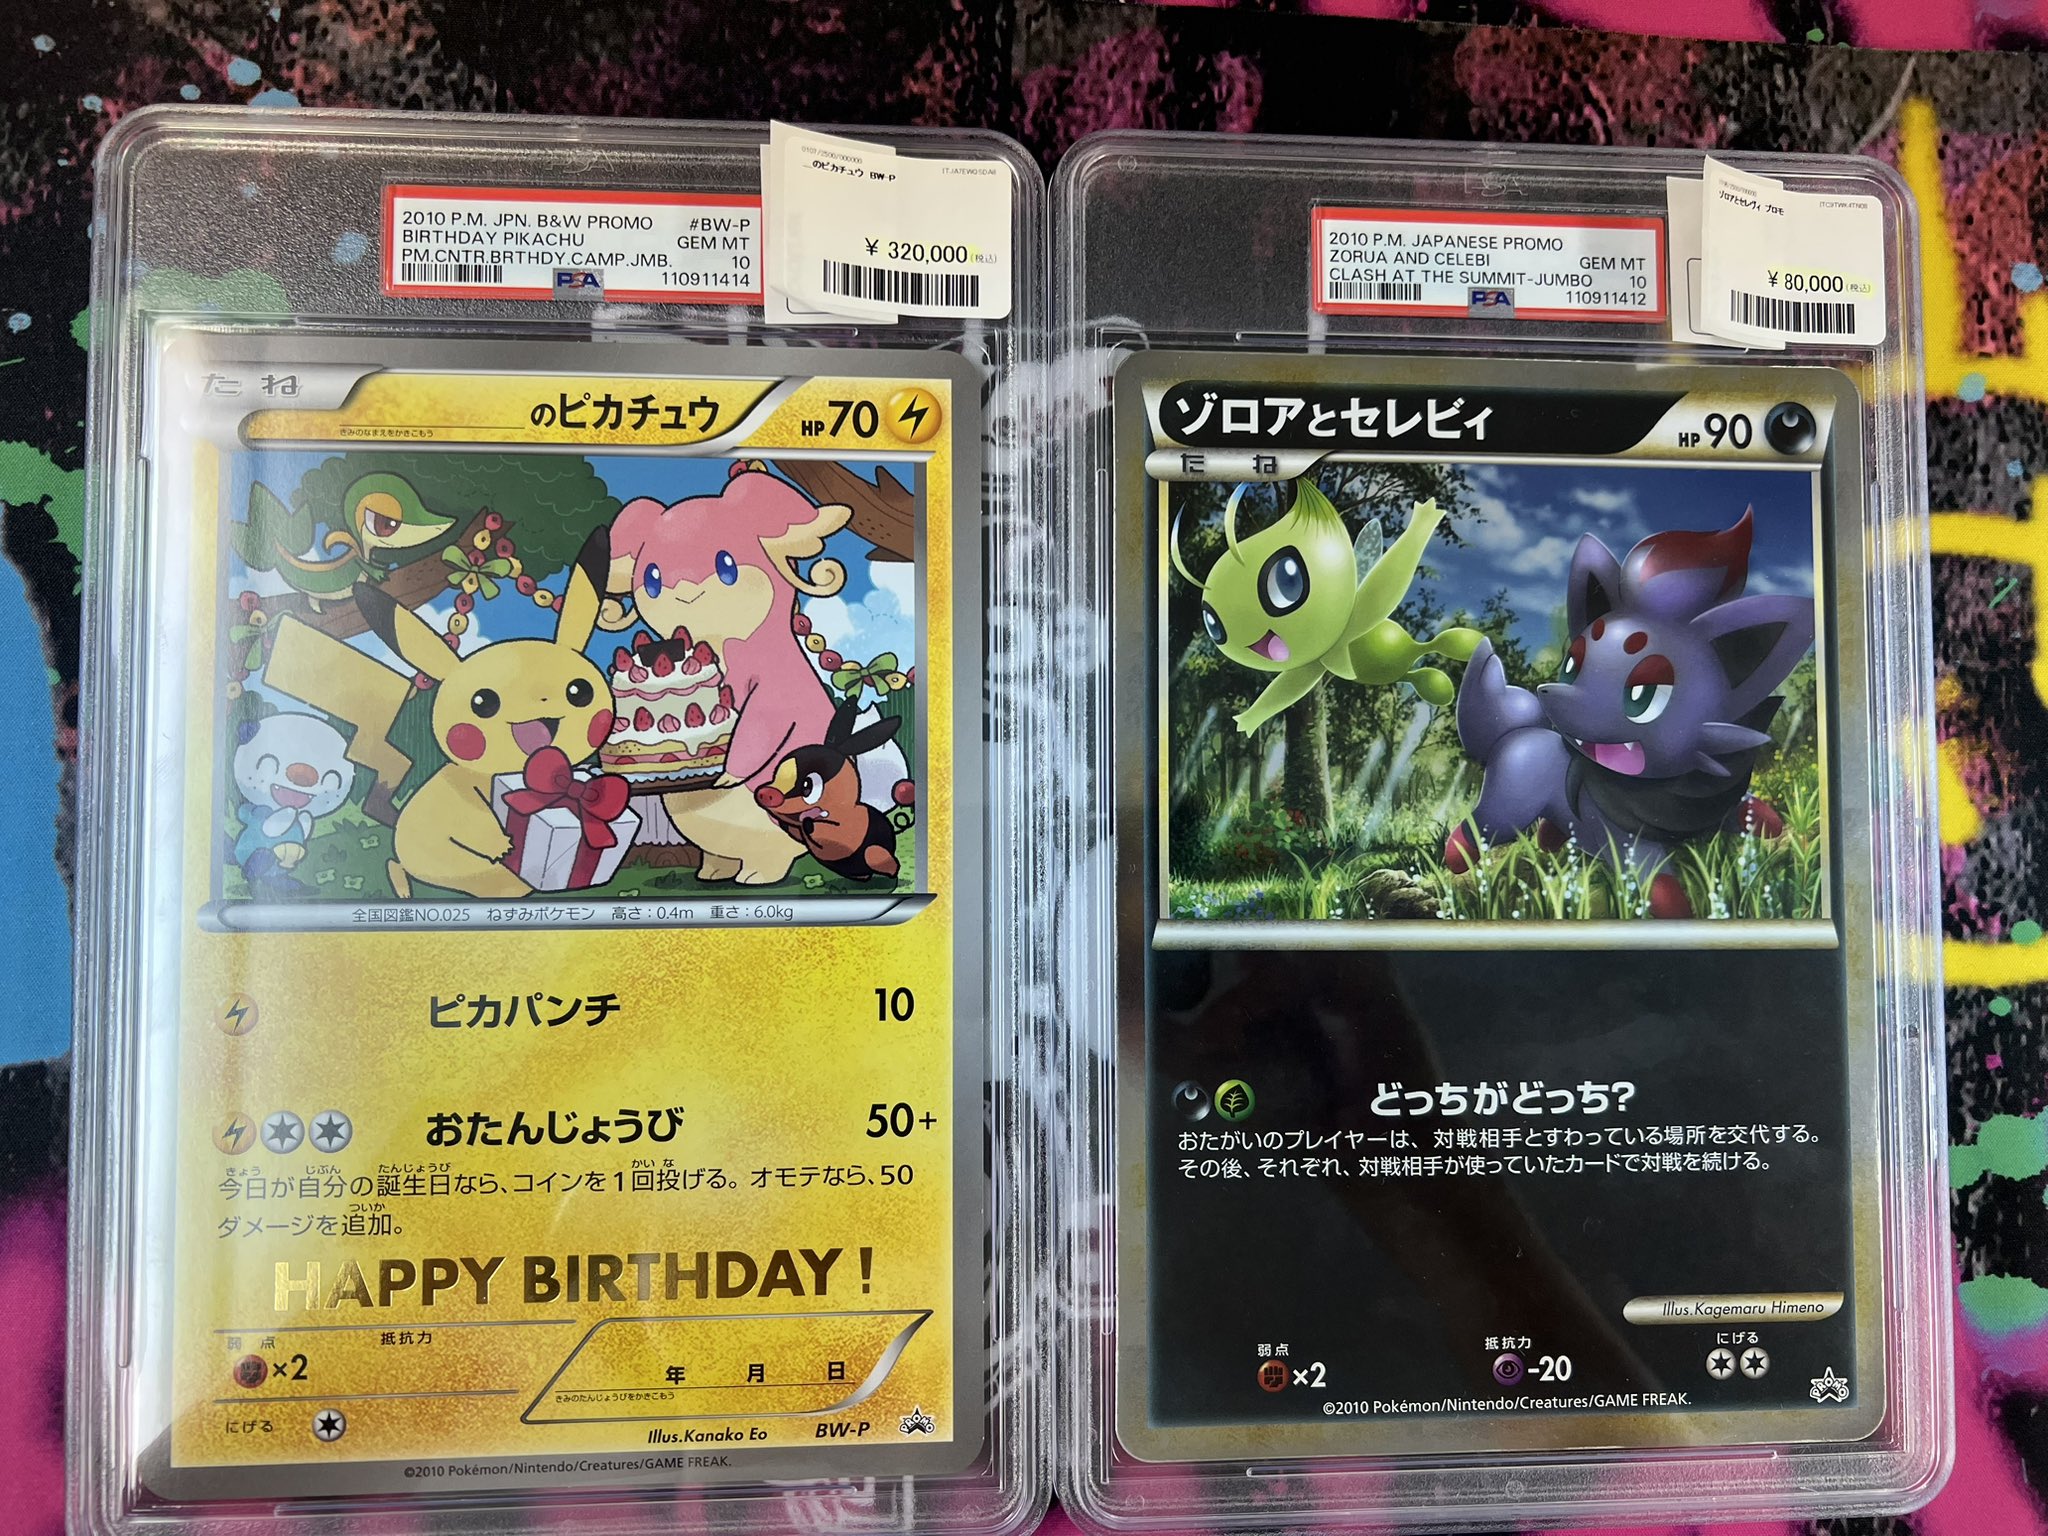 のピカチュウ BW-P
¥ 320,000(税込)
2010 P.M. JPN. B&W PROMO #BW-P
BIRTHDAY PIKACHU GEM MT
PM.CNTR.BRTHDY.CAMP.JMB. 10
PSA 110911414
たね
のピカチュウ HP70
きみのなまえをかきこもう
全国図鑑NO.025 ねずみポケモン 高さ:0.4m 重さ:6.0kg
ピカパンチ 10
おたんじょうび 50+
きょう じぶん たんじょうび かい な
今日が自分の誕生日なら、コインを1回投げる。オモテなら、50
ついか
ダメージを追加。
HAPPY BIRTHDAY!
弱点 抵抗力
×2
年 月 日
きみのたんじょうびをかきこもう
にげる
Illus.Kanako Eo BW-P
PROMO
©2010 Pokémon/Nintendo/Creatures/GAME FREAK.
ゾロアとセレビィ プロモ
¥ 80,000(税込)
2010 P.M. JAPANESE PROMO
ZORUA AND CELEBI GEM MT
CLASH AT THE SUMMIT-JUMBO 10
PSA 110911412
ゾロアとセレビィ HP90
たね
どっちがどっち?
おたがいのプレイヤーは、対戦相手とすわっている場所を交代する。
その後、それぞれ、対戦相手が使っていたカードで対戦を続ける。
Illus.Kagemaru Himeno
弱点 抵抗力 にげる
×2 -20
PROMO
©2010 Pokémon/Nintendo/Creatures/GAME FREAK.